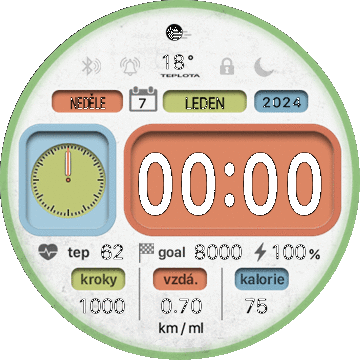 18°
TEPLOTA
NEDĚLE 7 LEDEN 2024
00:00
tep 62 goal 8000 100%
kroky vzdá. kalorie
1000 0.70 75
km/ml